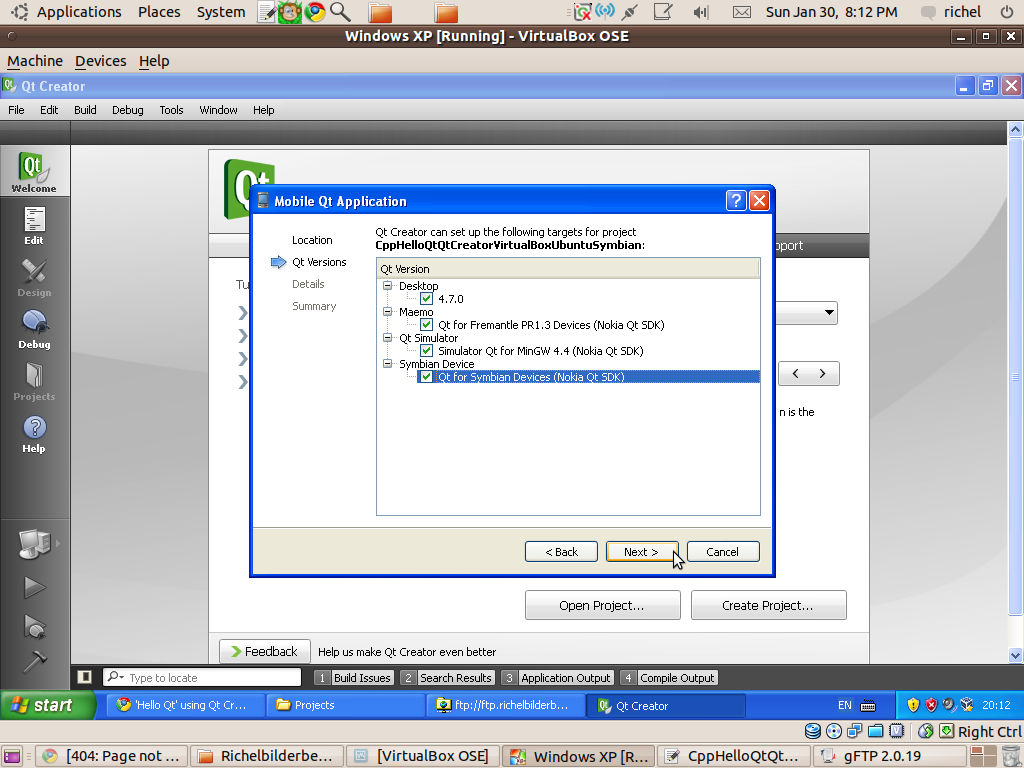 Applications Places System Sun Jan 30, 8:12 PM richel
Windows XP [Running] - VirtualBox OSE
Machine Devices Help
Qt Creator
File Edit Build Debug Tools Window Help
Qt
Welcome
Edit
Design
Debug
Projects
Help
Qt
port
Tu
n is the
Mobile Qt Application
Location
Qt Versions
Details
Summary
Qt Creator can set up the following targets for project
CppHelloQtQtCreatorVirtualBoxUbuntuSymbian:
Qt Version
Desktop
4.7.0
Maemo
Qt for Fremantle PR1.3 Devices (Nokia Qt SDK)
Qt Simulator
Simulator Qt for MinGW 4.4 (Nokia Qt SDK)
Symbian Device
Qt for Symbian Devices (Nokia Qt SDK)
< Back Next > Cancel
Open Project... Create Project...
Feedback Help us make Qt Creator even better
Type to locate 1 Build Issues 2 Search Results 3 Application Output 4 Compile Output
start 'Hello Qt' using Qt Cr... Projects ftp://ftp.richelbilderb... Qt Creator EN 20:12
Right Ctrl
[404: Page not ... Richelbilderbe... [VirtualBox OSE] Windows XP [R... CppHelloQtQt... gFTP 2.0.19